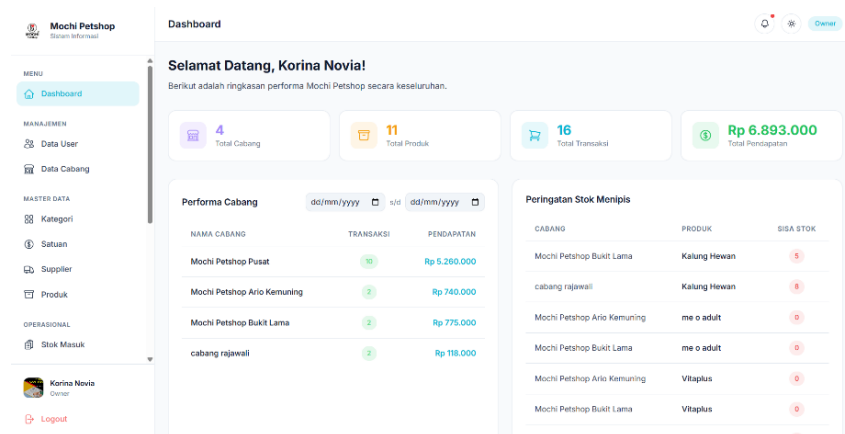 Mochi Petshop
Sistem Informasi
MENU
Dashboard
MANAJEMEN
Data User
Data Cabang
MASTER DATA
Kategori
Satuan
Supplier
Produk
OPERASIONAL
Stok Masuk
Korina Novia
Owner
Logout
Dashboard
Owner
Selamat Datang, Korina Novia!
Berikut adalah ringkasan performa Mochi Petshop secara keseluruhan.
4
Total Cabang
11
Total Produk
16
Total Transaksi
Rp 6.893.000
Total Pendapatan
Performa Cabang dd/mm/yyyy s/d dd/mm/yyyy
NAMA CABANG TRANSAKSI PENDAPATAN
Mochi Petshop Pusat 10 Rp 5.260.000
Mochi Petshop Ario Kemuning 2 Rp 740.000
Mochi Petshop Bukit Lama 2 Rp 775.000
cabang rajawali 2 Rp 118.000
Peringatan Stok Menipis
CABANG PRODUK SISA STOK
Mochi Petshop Bukit Lama Kalung Hewan 5
cabang rajawali Kalung Hewan 8
Mochi Petshop Ario Kemuning me o adult 0
Mochi Petshop Bukit Lama me o adult 0
Mochi Petshop Ario Kemuning Vitaplus 0
Mochi Petshop Bukit Lama Vitaplus 0